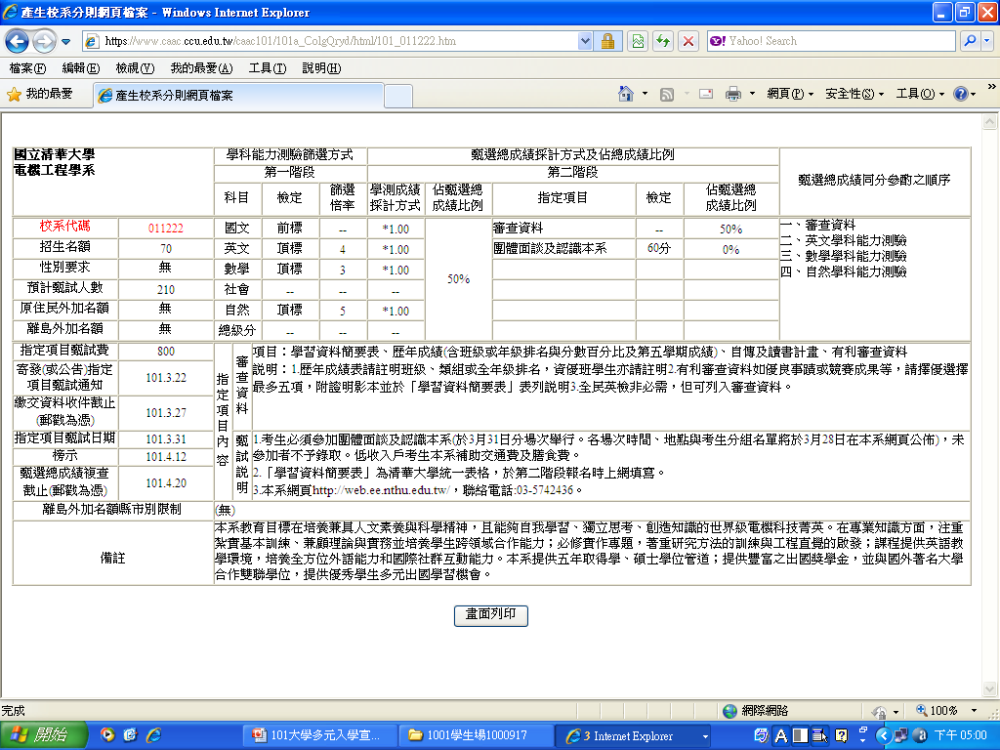 產生校系分則網頁檔案 - Windows Internet Explorer
https://www.caac.ccu.edu.tw/caac101/101a_ColgQryd/html/101_011222.htm
Yahoo! Search
檔案(F) 編輯(E) 檢視(V) 我的最愛(A) 工具(T) 說明(H)
我的最愛 產生校系分則網頁檔案 網頁(P) 安全性(S) 工具(O)
國立清華大學
電機工程學系
學科能力測驗篩選方式 甄選總成績採計方式及佔總成績比例 甄選總成績同分參酌之順序
第一階段 第二階段
科目 檢定 篩選倍率 學測成績採計方式 佔甄選總成績比例 指定項目 檢定 佔甄選總成績比例
校系代碼 011222 國文 前標 -- *1.00 50% 審查資料 -- 50% 一、審查資料
招生名額 70 英文 頂標 4 *1.00 團體面談及認識本系 60分 0% 二、英文學科能力測驗
性別要求 無 數學 頂標 3 *1.00 三、數學學科能力測驗
預計甄試人數 210 社會 -- -- -- 四、自然學科能力測驗
原住民外加名額 無 自然 頂標 5 *1.00
離島外加名額 無 總級分 -- -- --
指定項目甄試費 800
寄發(或公告)指定項目甄試通知 101.3.22
繳交資料收件截止(郵戳為憑) 101.3.27
指定項目甄試日期 101.3.31
榜示 101.4.12
甄選總成績複查截止(郵戳為憑) 101.4.20
指定項目內容
審查資料
項目：學習資料簡要表、歷年成績(含班級或年級排名與分數百分比及第五學期成績)、自傳及讀書計畫、有利審查資料
說明：1.歷年成績表請註明班級、類組或全年級排名，資優班學生亦請註明2.有利審查資料如優良事蹟或競賽成果等，請擇優選擇
最多五項，附證明影本並於「學習資料簡要表」表列說明3.全民英檢非必需，但可列入審查資料。
甄試說明
1.考生必須參加團體面談及認識本系(於3月31日分場次舉行。各場次時間、地點與考生分組名單將於3月28日在本系網頁公佈)，未
參加者不予錄取。低收入戶考生本系補助交通費及膳食費。
2.「學習資料簡要表」為清華大學統一表格，於第二階段報名時上網填寫。
3.本系網頁http://web.ee.nthu.edu.tw/，聯絡電話:03-5742436。
離島外加名額縣市別限制 (無)
備註
本系教育目標在培養兼具人文素養與科學精神，且能夠自我學習、獨立思考、創造知識的世界級電機科技菁英。在專業知識方面，注重
紮實基本訓練、兼顧理論與實務並培養學生跨領域合作能力；必修實作專題，著重研究方法的訓練與工程直覺的啟發；課程提供英語教
學環境，培養全方位外語能力和國際社群互動能力。本系提供五年取得學、碩士學位管道；提供豐富之出國獎學金，並與國外著名大學
合作雙聯學位，提供優秀學生多元出國學習機會。
畫面列印
完成 網際網路 100%
開始 101大學多元入學宣... 1001學生場1000917 3 Internet Explorer A 下午 05:00